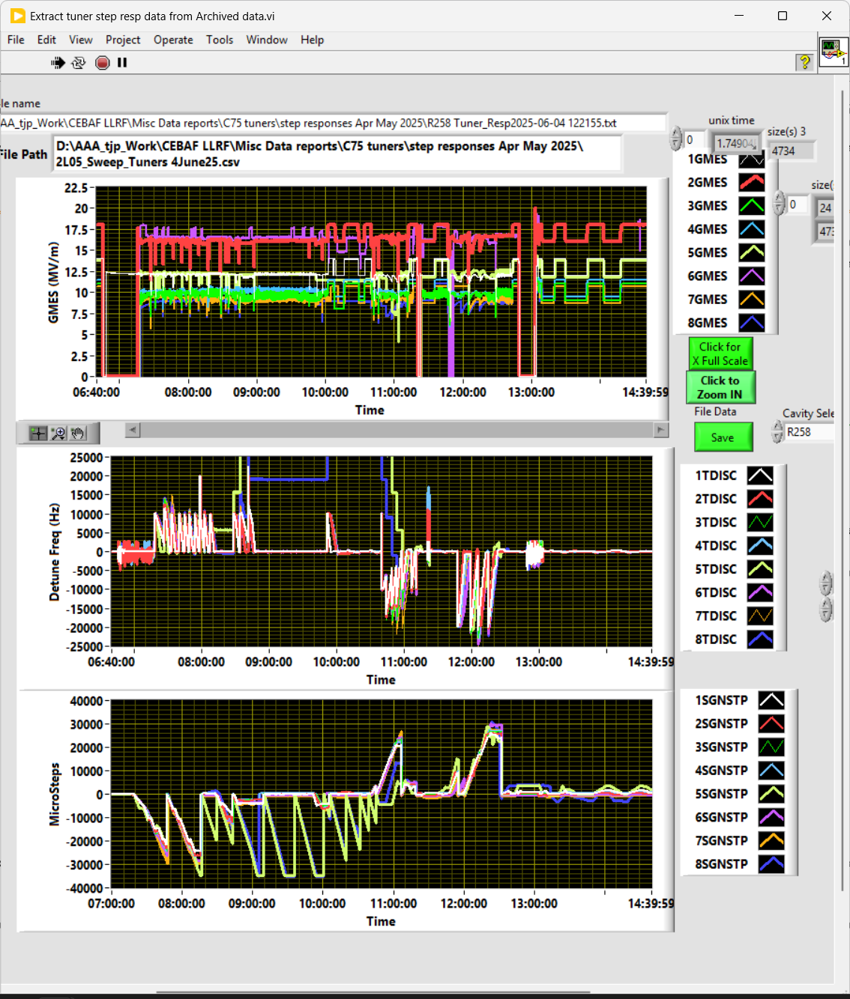 Extract tuner step resp data from Archived data.vi
File Edit View Project Operate Tools Window Help
le name
AA_tjp_Work\CEBAF LLRF\Misc Data reports\C75 tuners\step responses Apr May 2025\R258 Tuner_Resp2025-06-04 122155.txt
File Path
D:\AAA_tjp_Work\CEBAF LLRF\Misc Data reports\C75 tuners\step responses Apr May 2025\
2L05_Sweep_Tuners 4June25.csv
unix time
0
1.74904
size(s) 3
4734
size(
0
24
473
GMES (MV/m)
22.5
20
17.5
15
12.5
10
7.5
5
2.5
0
06:40:00 08:00:00 09:00:00 10:00:00 11:00:00 12:00:00 13:00:00 14:39:59
Time
1GMES
2GMES
3GMES
4GMES
5GMES
6GMES
7GMES
8GMES
Click for
X Full Scale
Click to
Zoom IN
File Data
Save
Cavity Sele
R258
Detune Freq (Hz)
25000
20000
15000
10000
5000
0
-5000
-10000
-15000
-20000
-25000
06:40:00 08:00:00 09:00:00 10:00:00 11:00:00 12:00:00 13:00:00 14:39:59
Time
1TDISC
2TDISC
3TDISC
4TDISC
5TDISC
6TDISC
7TDISC
8TDISC
MicroSteps
40000
30000
20000
10000
0
-10000
-20000
-30000
-40000
07:00:00 08:00:00 09:00:00 10:00:00 11:00:00 12:00:00 13:00:00 14:39:59
Time
1SGNSTP
2SGNSTP
3SGNSTP
4SGNSTP
5SGNSTP
6SGNSTP
7SGNSTP
8SGNSTP